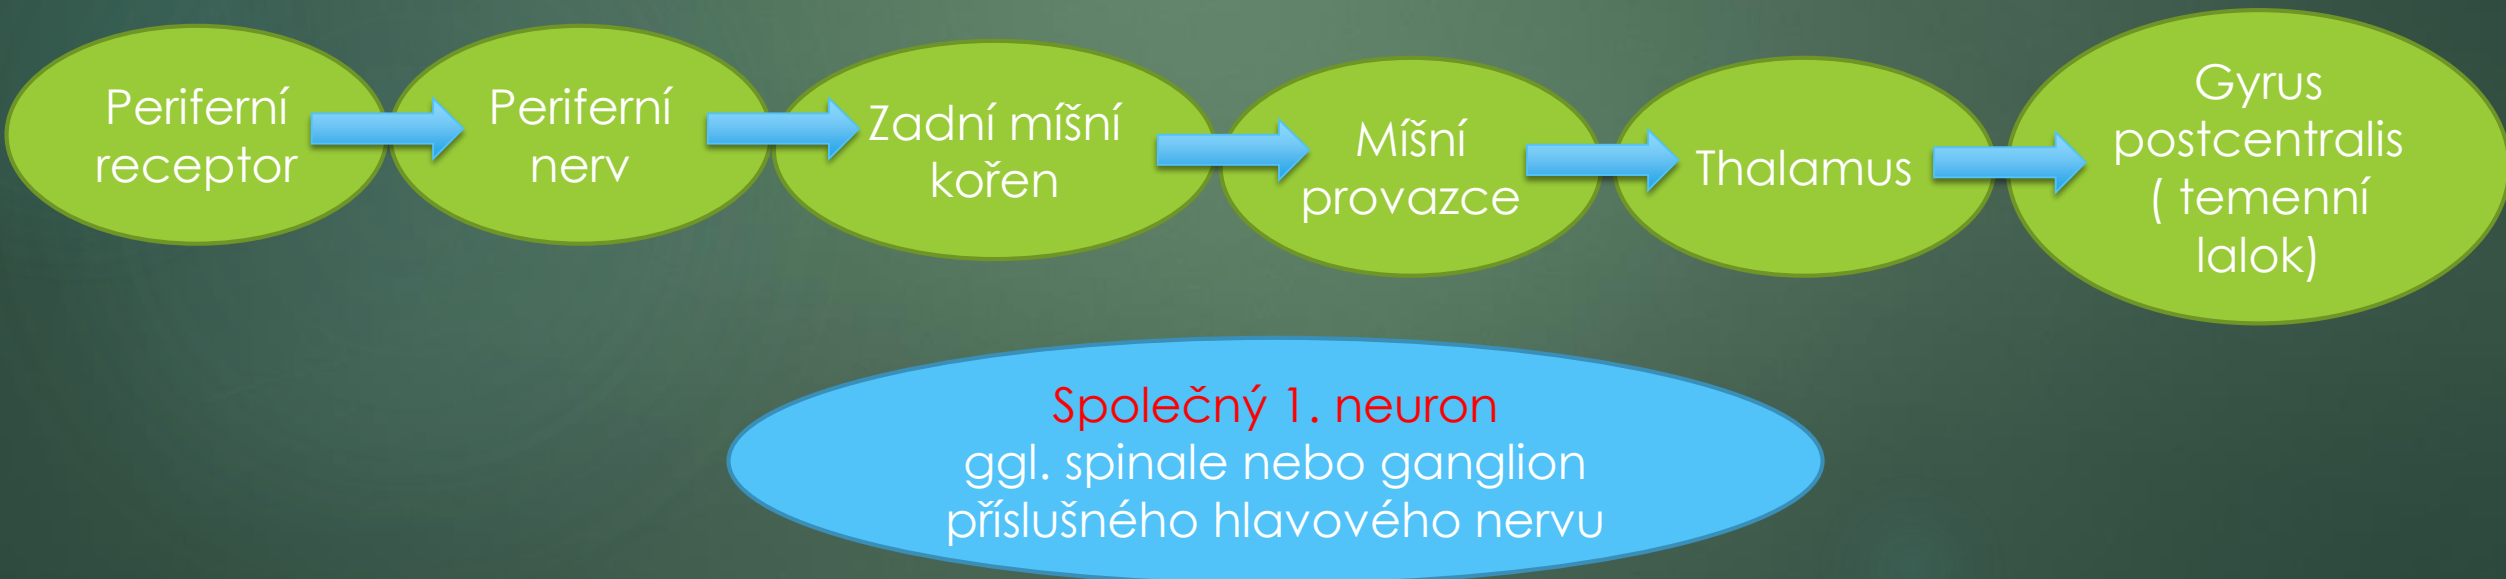 Periferní
receptor
Periferní
nerv
Zadní míšní
kořen
Míšní
provazce
Thalamus
Gyrus
postcentralis
( temenní
lalok)
Společný 1. neuron
ggl. spinale nebo ganglion
příslušného hlavového nervu